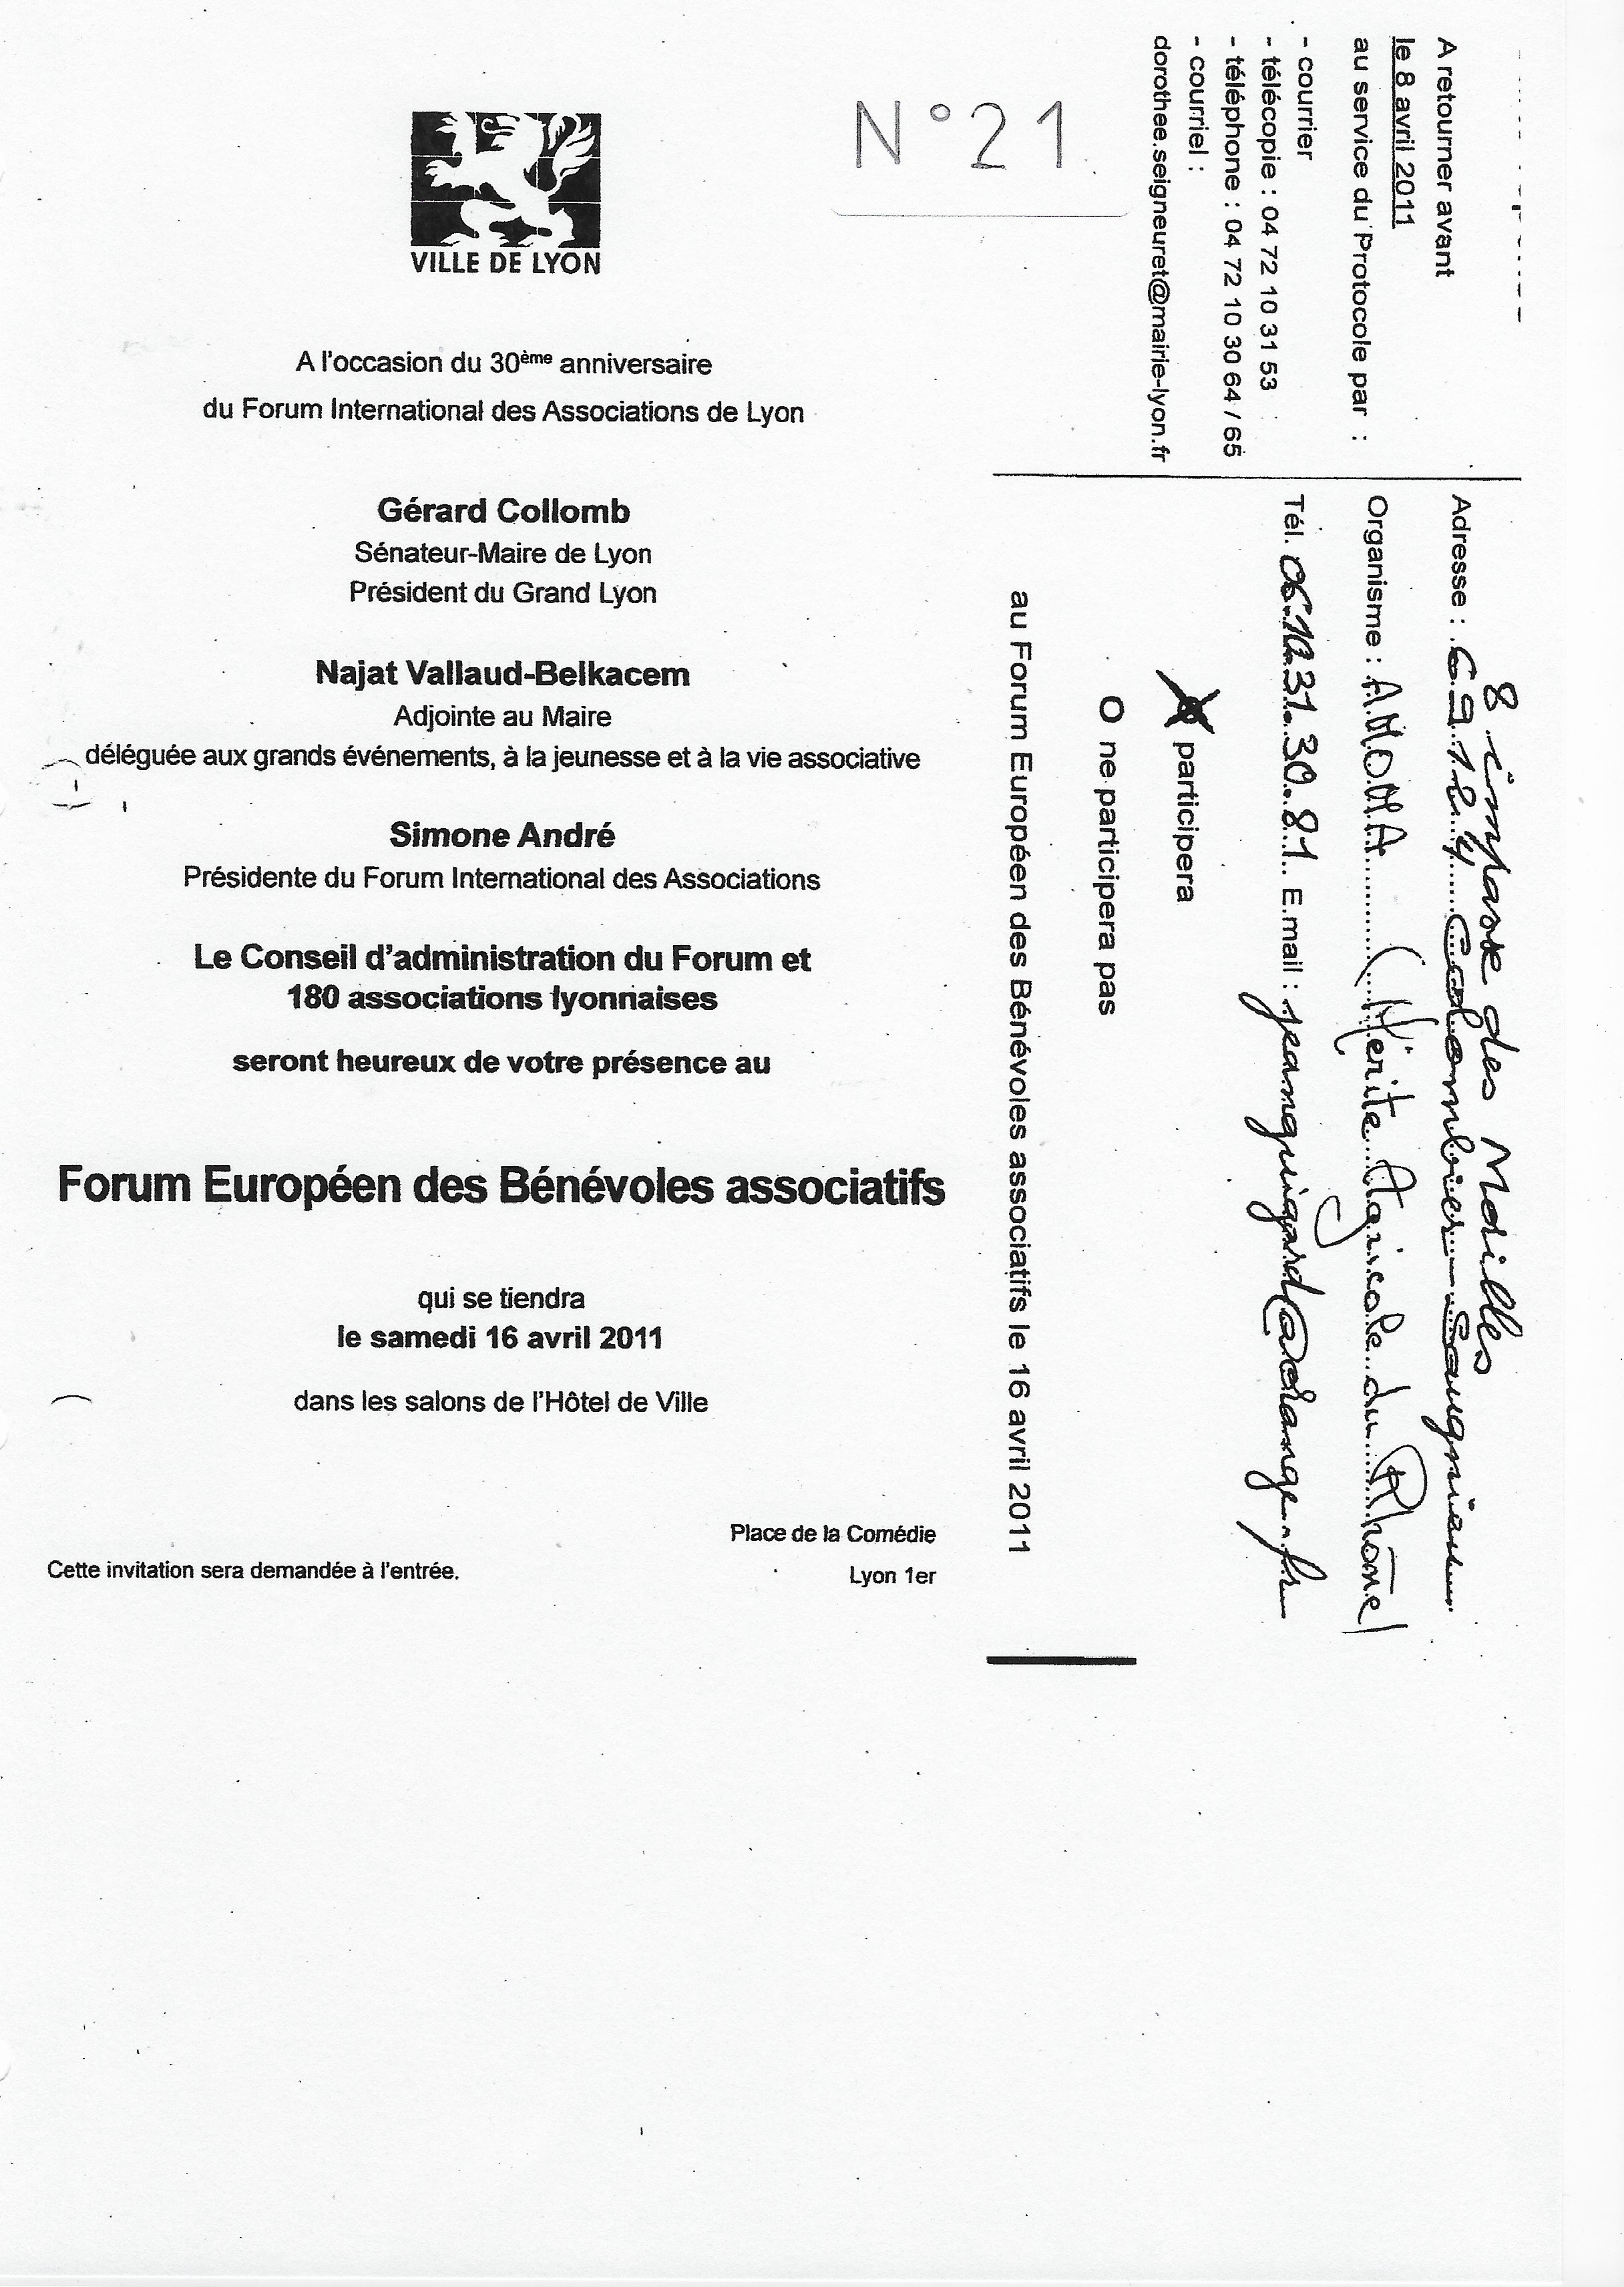 N°21
VILLE DE LYON
A l'occasion du 30ème anniversaire
du Forum International des Associations de Lyon
Gérard Collomb
Sénateur-Maire de Lyon
Président du Grand Lyon
Najat Vallaud-Belkacem
Adjointe au Maire
déléguée aux grands événements, à la jeunesse et à la vie associative
Simone André
Présidente du Forum International des Associations
Le Conseil d'administration du Forum et
180 associations lyonnaises
seront heureux de votre présence au
Forum Européen des Bénévoles associatifs
qui se tiendra
le samedi 16 avril 2011
dans les salons de l'Hôtel de Ville
Place de la Comédie
Cette invitation sera demandée à l'entrée.
Lyon 1er
A retourner avant
le 8 avril 2011
au service du Protocole par :
- courrier
- télécopie : 04 72 10 31 53
- téléphone : 04 72 10 30 64 / 65
- courriel :
dorothee.seigneuret@mairie-lyon.fr
8 impasse des
Adresse : 69124 Colombier Saugnieu
Organisme : AMOMA (Mérite Agricole du Rhône)
Tél. 06.10.31.30.81. E.mail : jeanguigard@orange.fr
participera
O ne participera pas
au Forum Européen des Bénévoles associatifs le 16 avril 2011